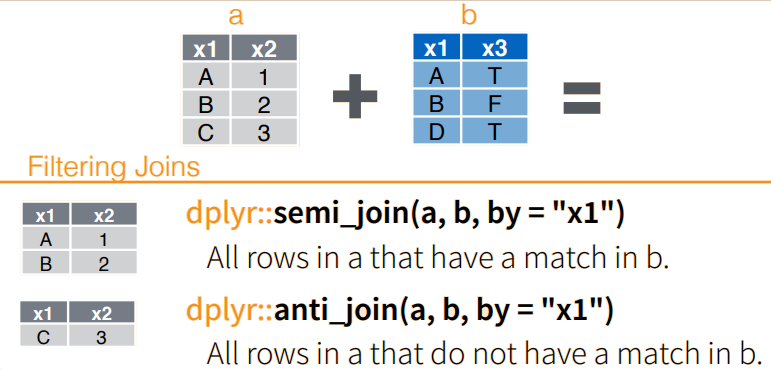 a b
x1 x2 x1 x3
A 1 A T
B 2 B F
C 3 D T
+ =
Filtering Joins
x1 x2
A 1
B 2
dplyr::semi_join(a, b, by = "x1")
All rows in a that have a match in b.
x1 x2
C 3
dplyr::anti_join(a, b, by = "x1")
All rows in a that do not have a match in b.